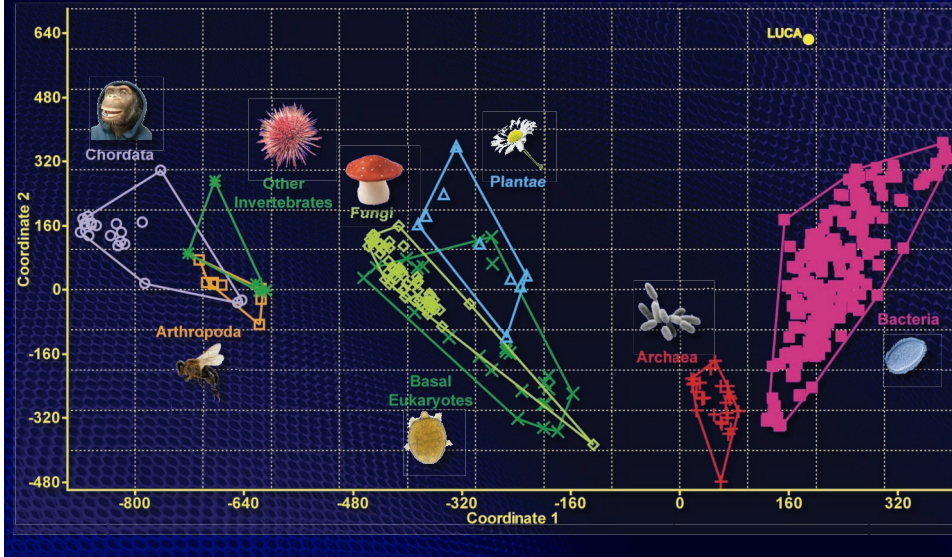 640
LUCA
480
Chordata
320
Other
Invertebrates
Fungi
Plantae
160
Coordinate 2
0
Arthropoda
Bacteria
-160
Archaea
Basal
Eukaryotes
-320
-480
-800
-640
-480
-320
-160
0
160
320
Coordinate 1